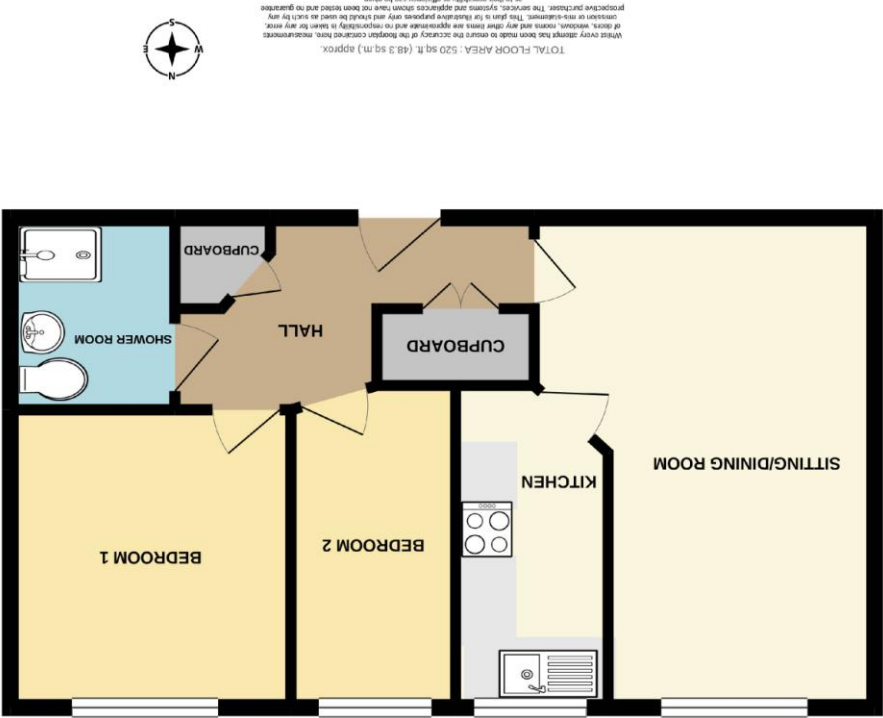 KITCHEN
SITTING/DINING ROOM
BEDROOM 2
BEDROOM 1
CUPBOARD
HALL
SHOWER ROOM
CUPBOARD
TOTAL FLOOR AREA : 520 sq.ft. (48.3 sq.m.) approx.
Whilst every attempt has been made to ensure the accuracy of the floorplan contained here, measurements
of doors, windows, rooms and any other items are approximate and no responsibility is taken for any error,
omission or mis-statement. This plan is for illustrative purposes only and should be used as such by any
prospective purchaser. The services, systems and appliances shown have not been tested and no guarantee
N
W
E
S